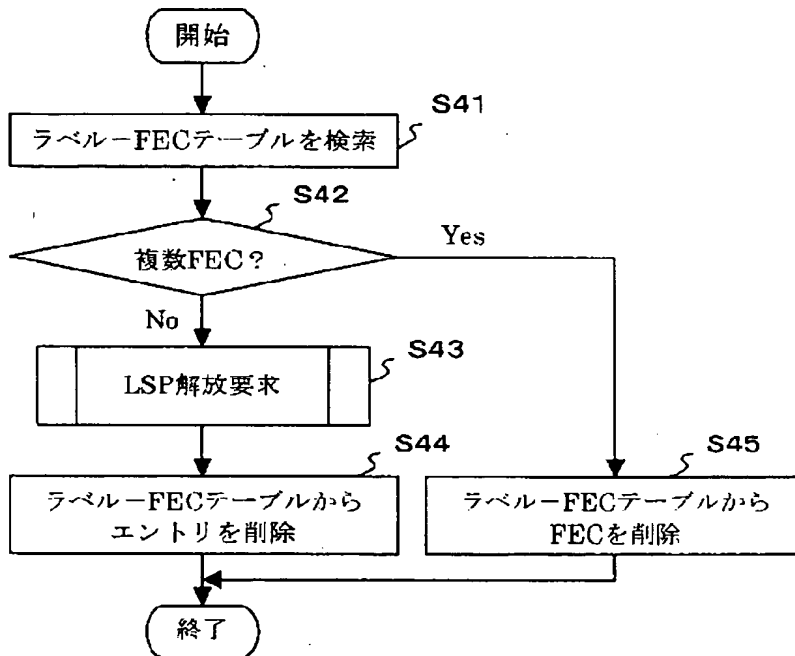 開始
S41
ラベルーFECテーブルを検索
S42
複数FEC?
Yes
No
S43
LSP解放要求
S44
ラベルーFECテーブルから
エントリを削除
S45
ラベルーFECテーブルから
FECを削除
終了